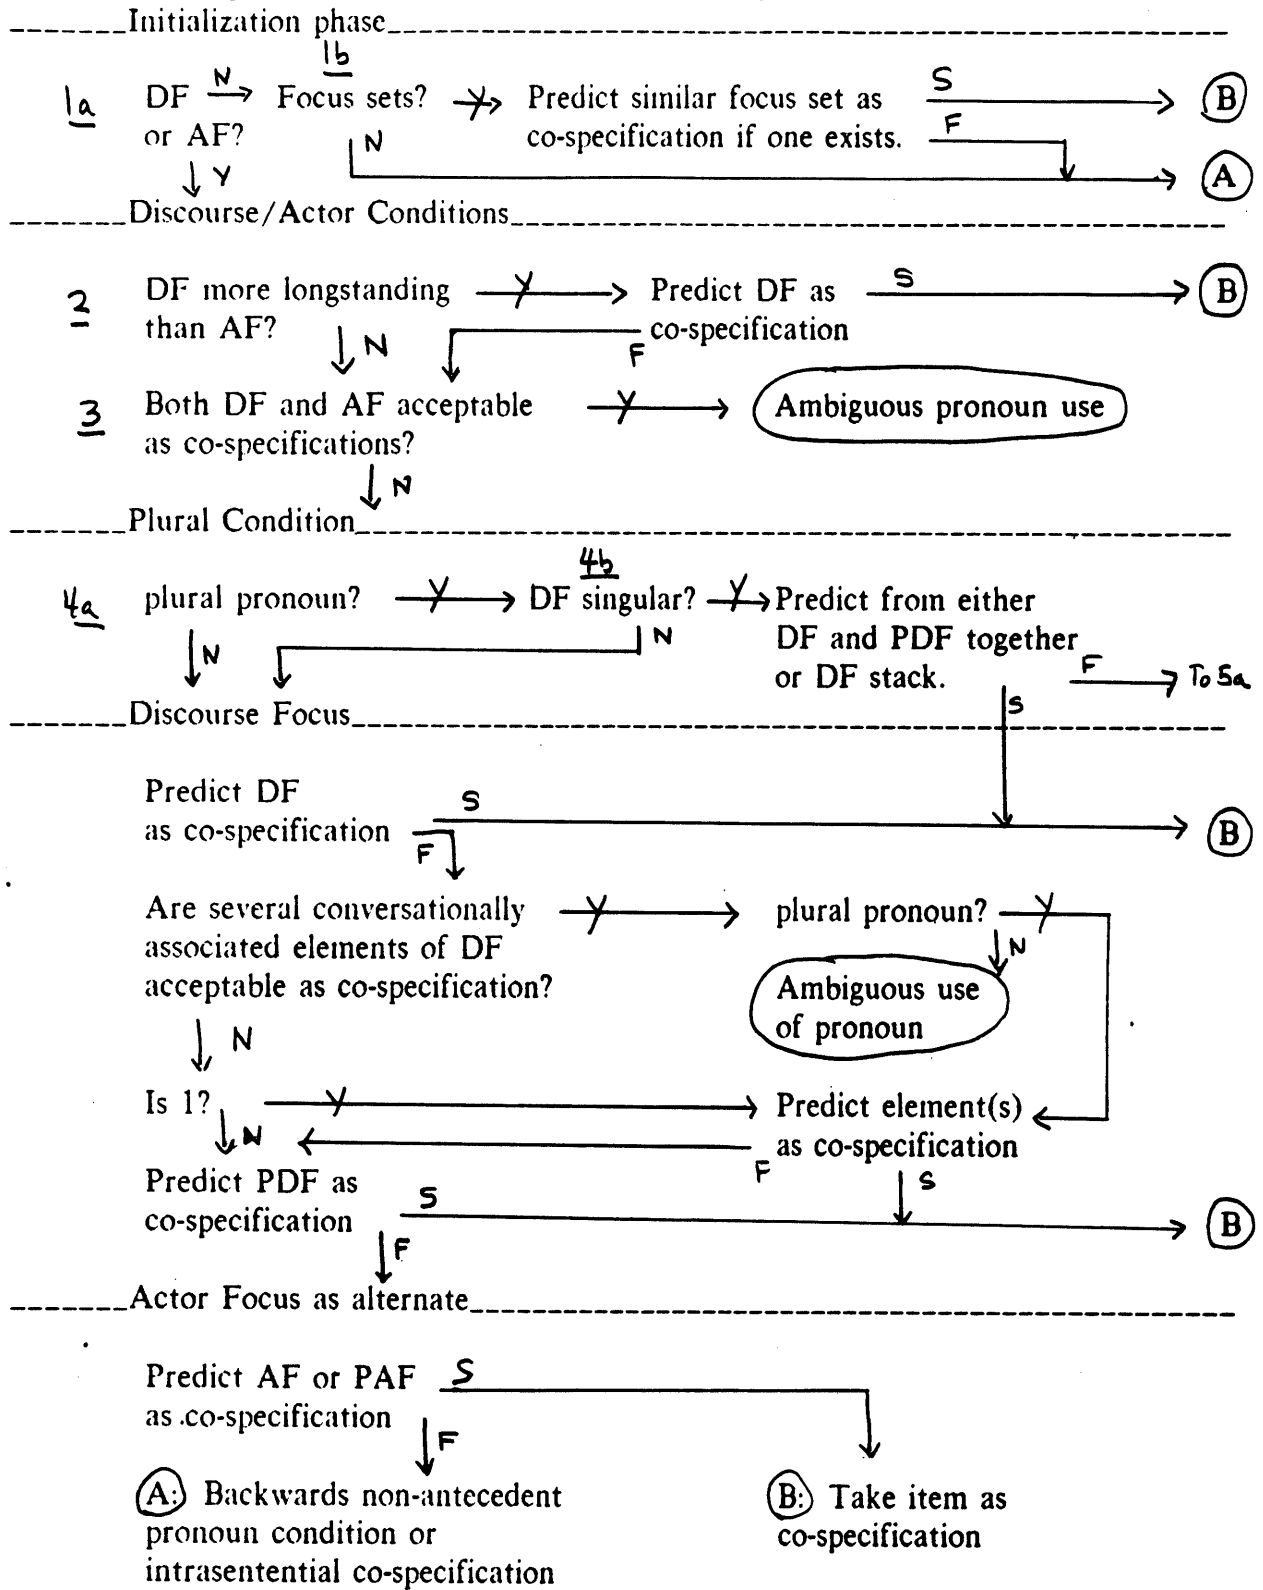 Initialization phase
1b
1a DF N Focus sets? Y Predict similar focus set as S B
or AF? N co-specification if one exists. F
Y A
Discourse/Actor Conditions
2 DF more longstanding Y Predict DF as S B
than AF? N F co-specification
3 Both DF and AF acceptable Y Ambiguous pronoun use
as co-specifications?
N
Plural Condition
4b
4a plural pronoun? Y DF singular? Y Predict from either
N N DF and PDF together
or DF stack. F To 5a
Discourse Focus S
Predict DF S
as co-specification B
F
Are several conversationally Y plural pronoun? Y
associated elements of DF N
acceptable as co-specification? Ambiguous use
N of pronoun
Is 1? Y Predict element(s)
N F as co-specification
Predict PDF as S S
co-specification B
F
Actor Focus as alternate
Predict AF or PAF S
as .co-specification
F
A: Backwards non-antecedent B: Take item as
pronoun condition or co-specification
intrasentential co-specification